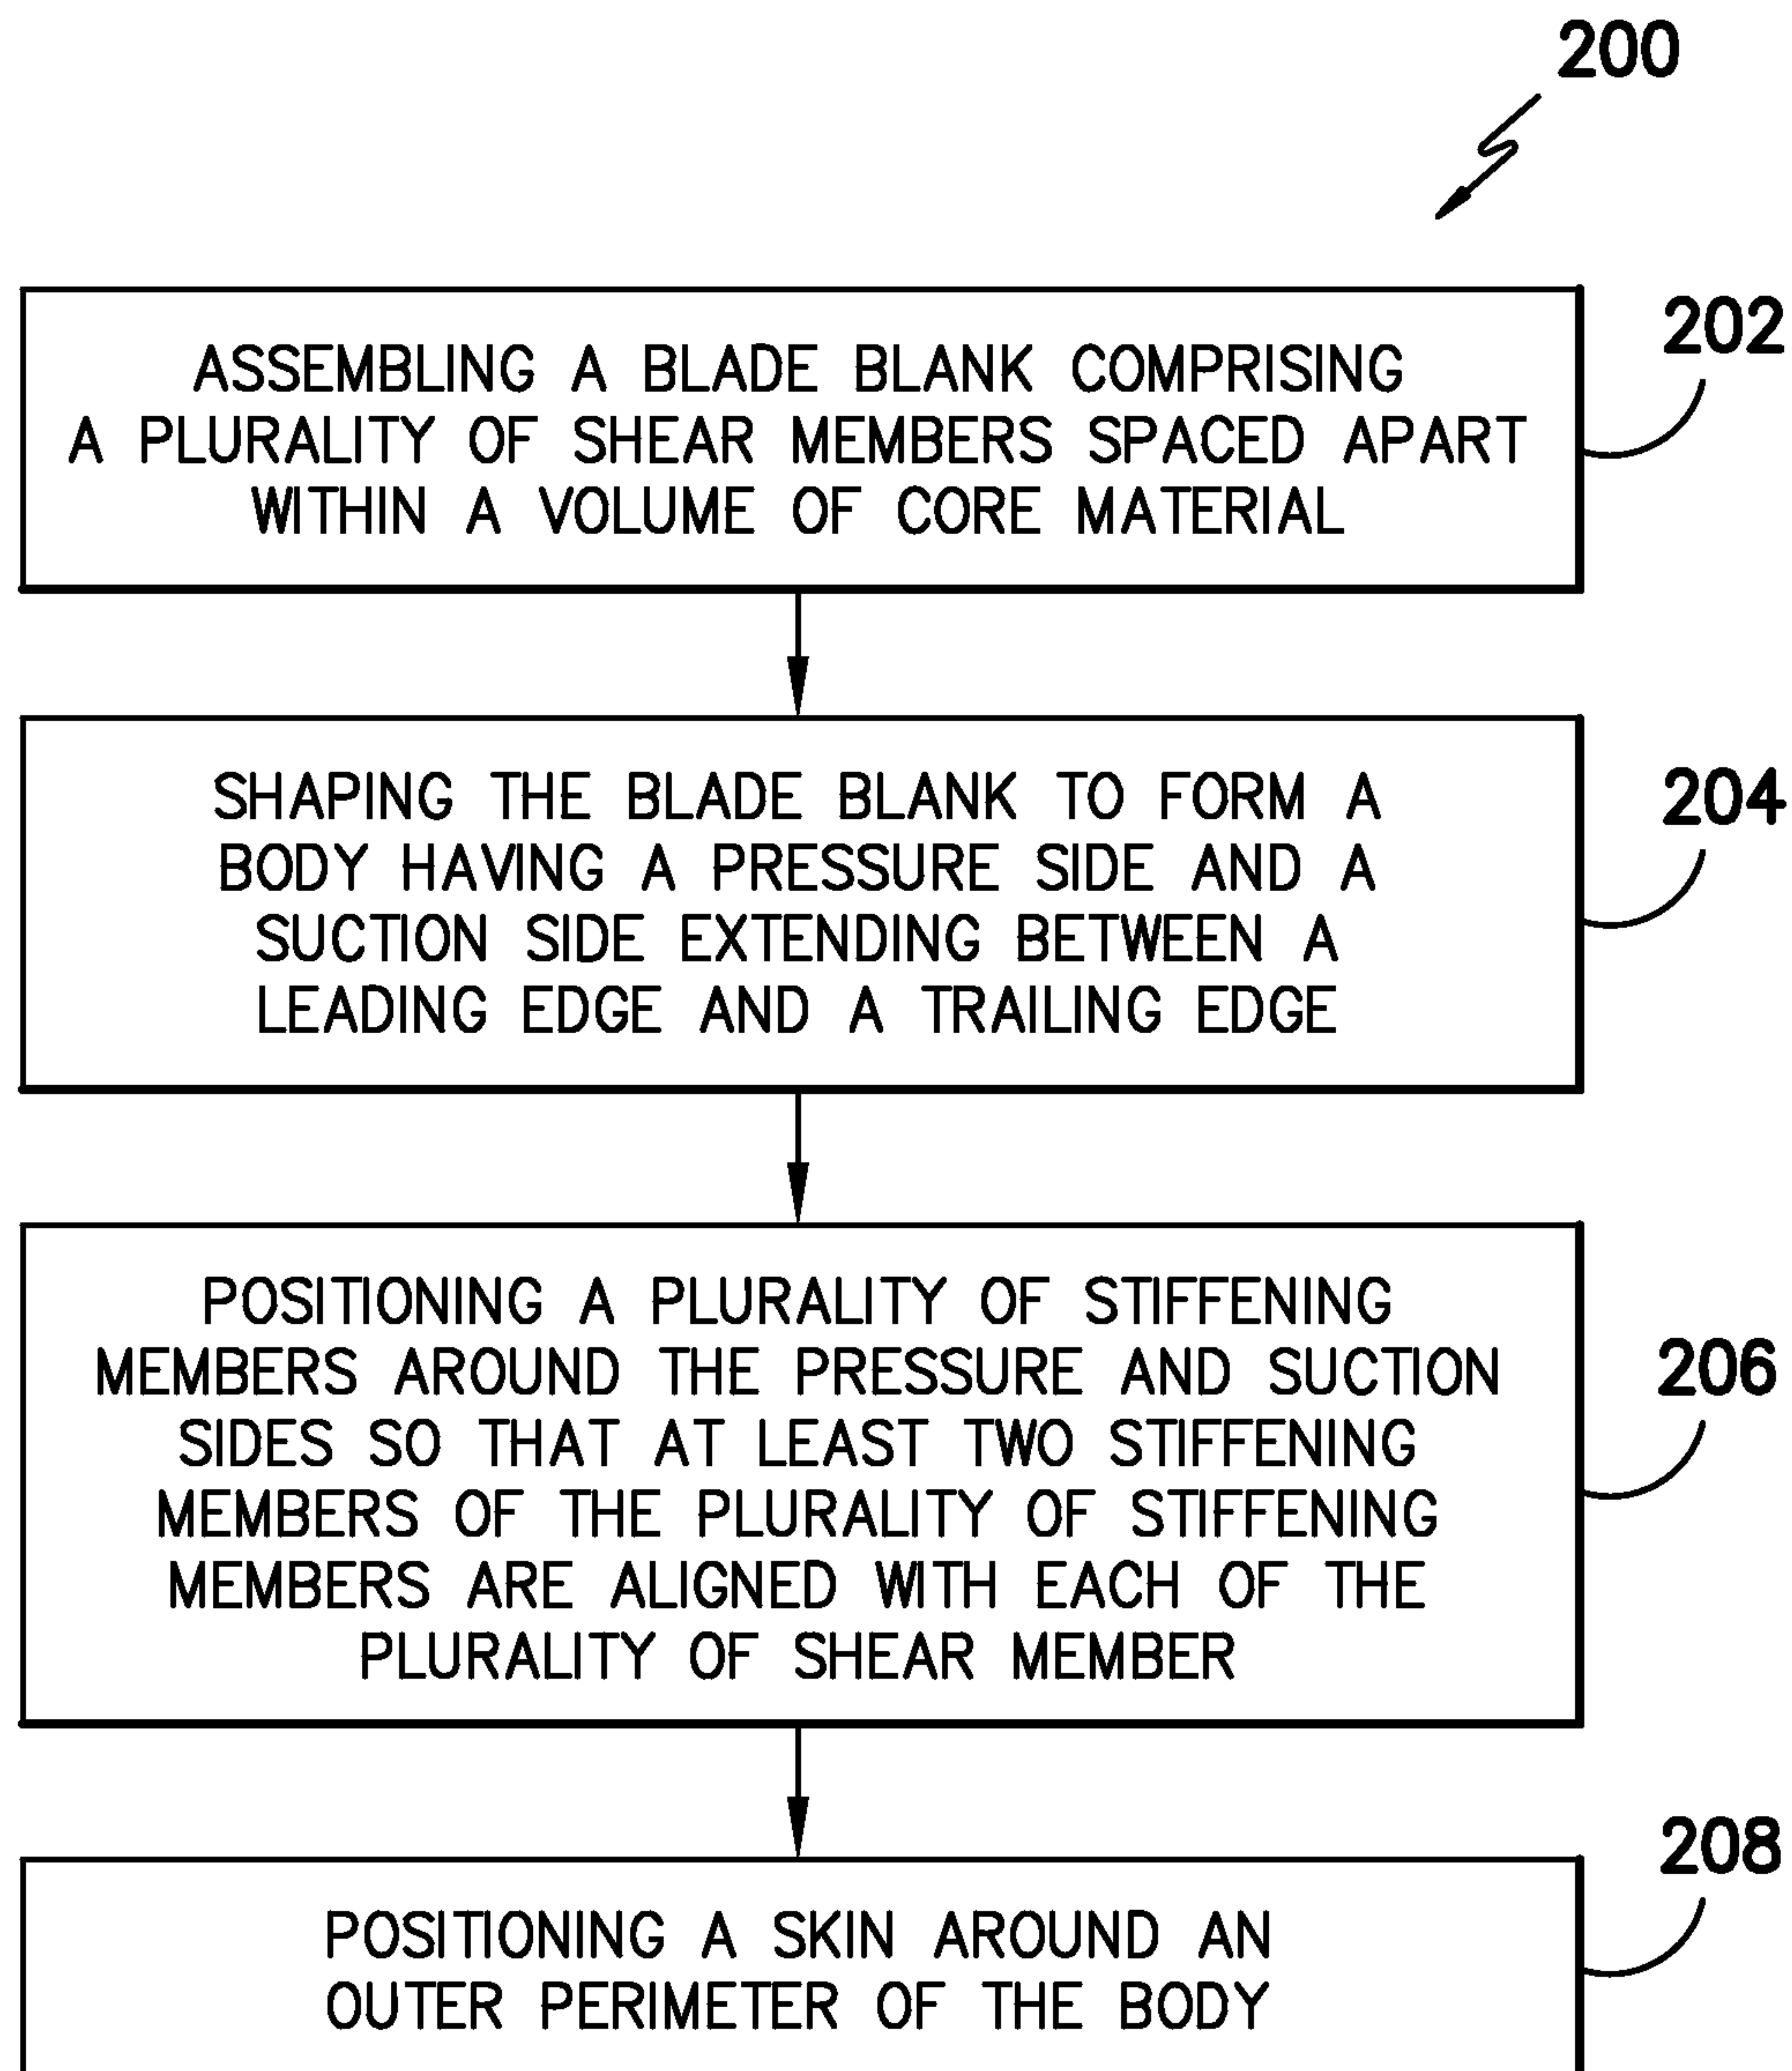 200
202
ASSEMBLING A BLADE BLANK COMPRISING
A PLURALITY OF SHEAR MEMBERS SPACED APART
WITHIN A VOLUME OF CORE MATERIAL
204
SHAPING THE BLADE BLANK TO FORM A
BODY HAVING A PRESSURE SIDE AND A
SUCTION SIDE EXTENDING BETWEEN A
LEADING EDGE AND A TRAILING EDGE
206
POSITIONING A PLURALITY OF STIFFENING
MEMBERS AROUND THE PRESSURE AND SUCTION
SIDES SO THAT AT LEAST TWO STIFFENING
MEMBERS OF THE PLURALITY OF STIFFENING
MEMBERS ARE ALIGNED WITH EACH OF THE
PLURALITY OF SHEAR MEMBER
208
POSITIONING A SKIN AROUND AN
OUTER PERIMETER OF THE BODY